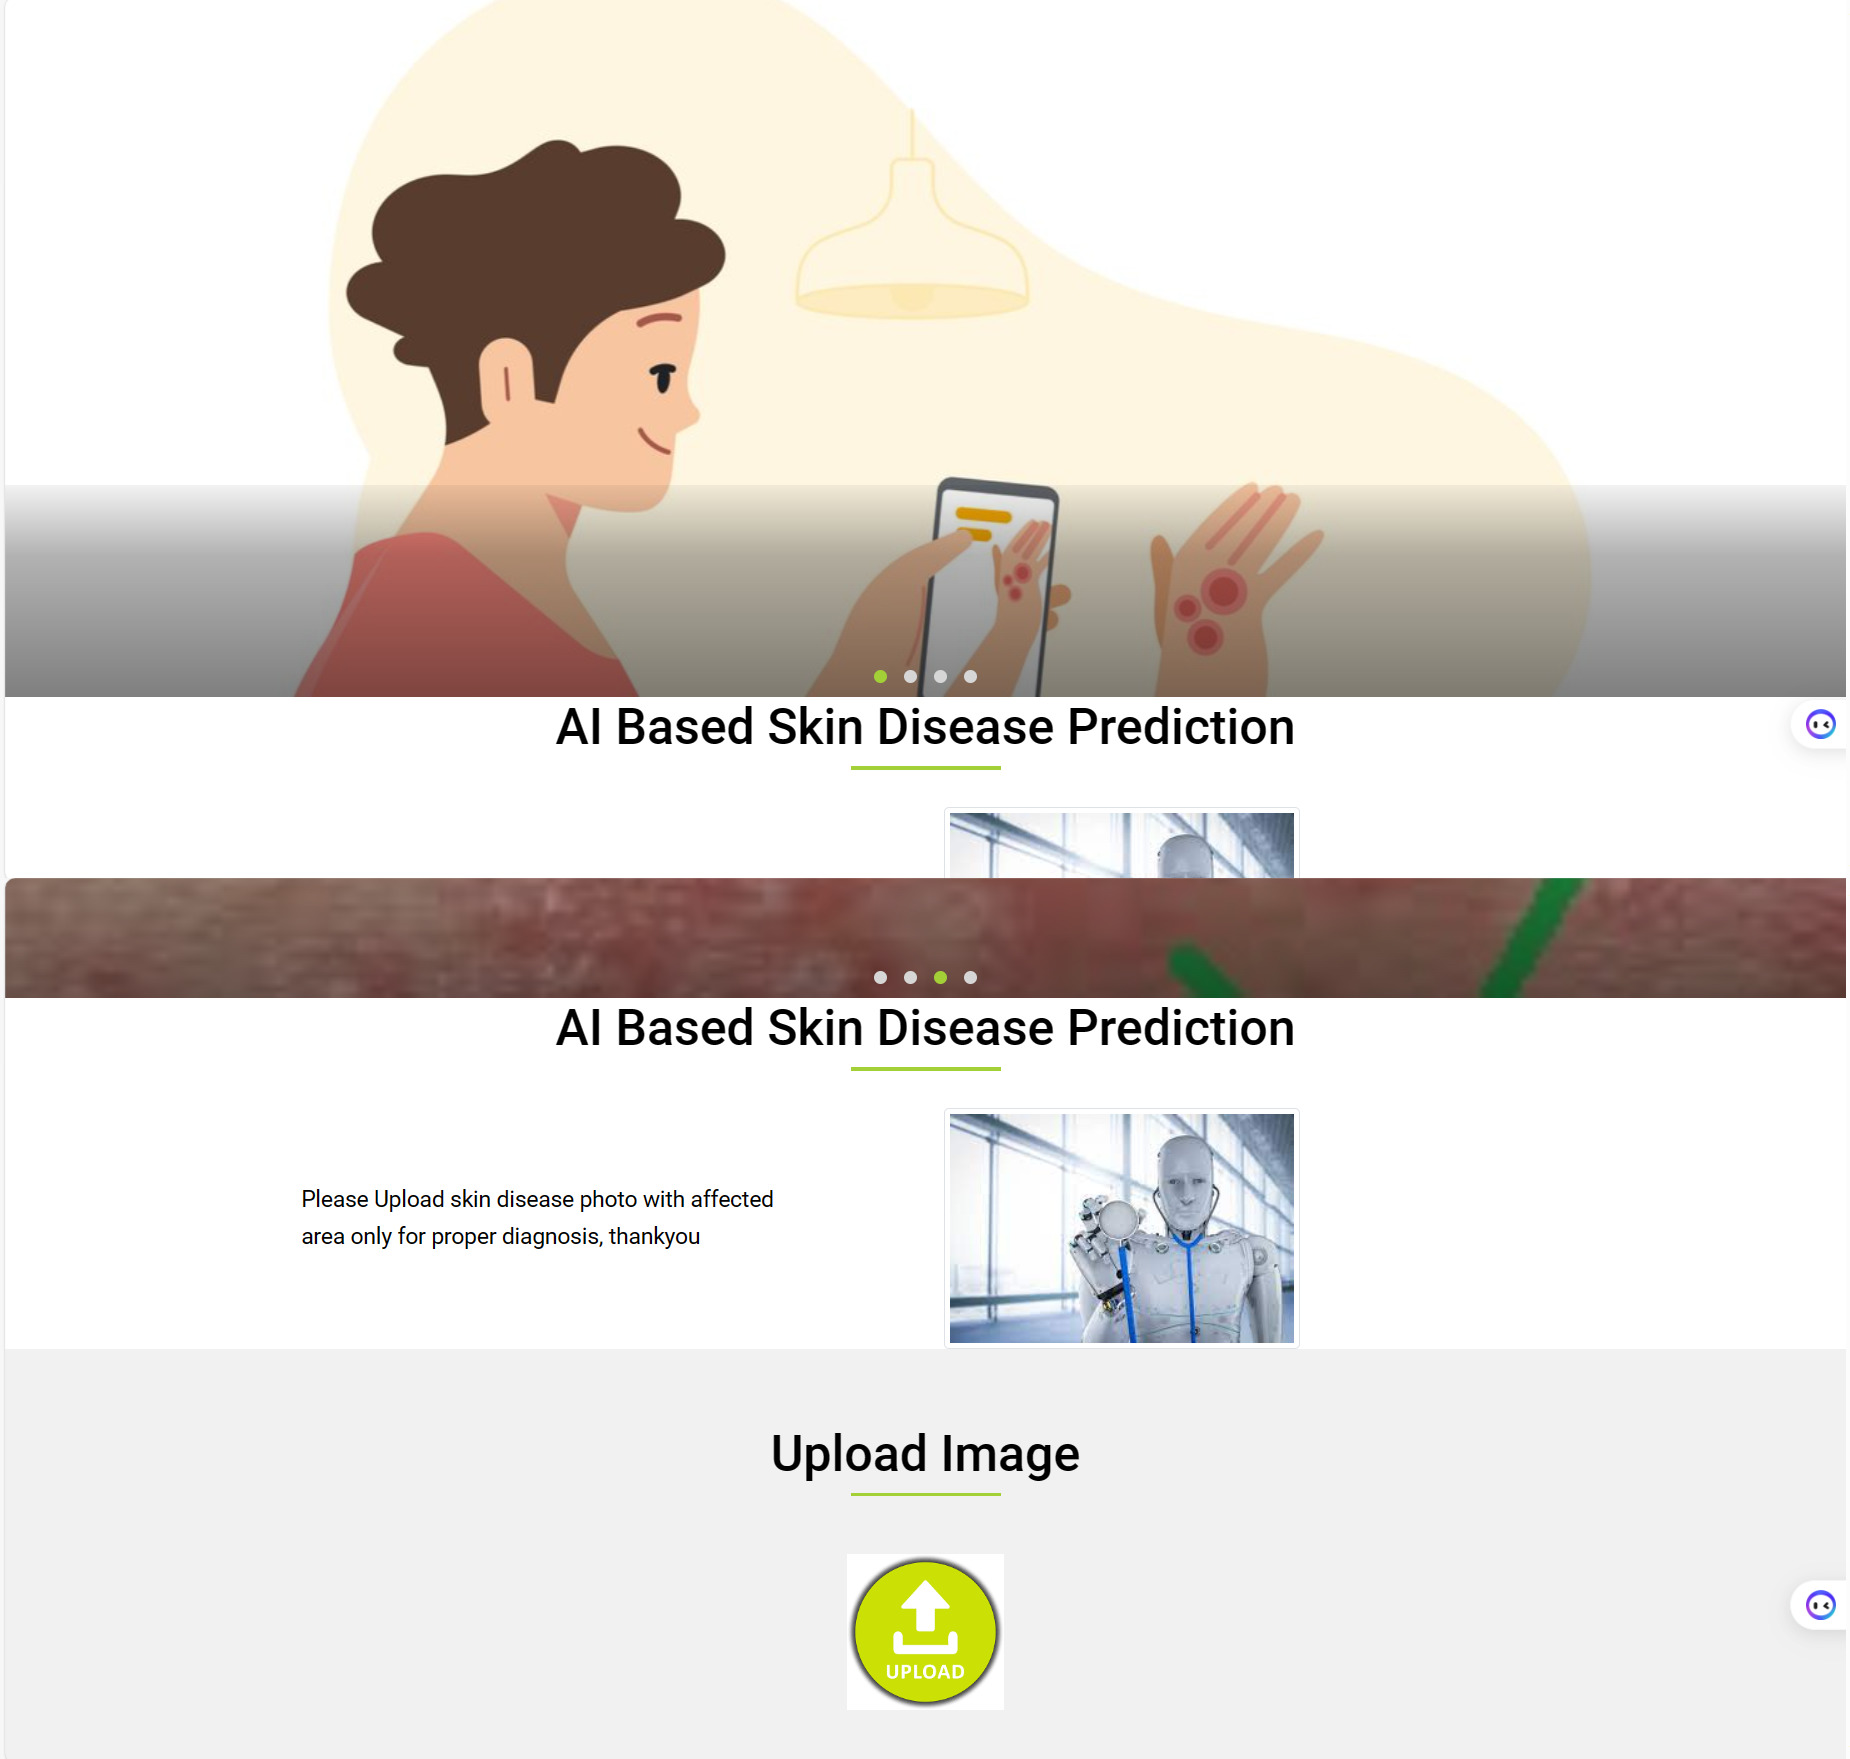 AI Based Skin Disease Prediction
AI Based Skin Disease Prediction
Please Upload skin disease photo with affected
area only for proper diagnosis, thankyou
Upload Image
UPLOAD